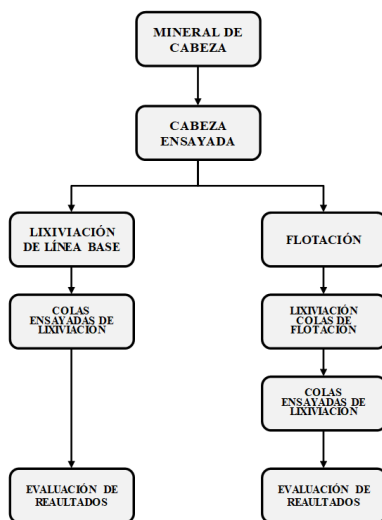 MINERAL DE
CABEZA
CABEZA
ENSAYADA
LIXIVIACIÓN
DE LÍNEA BASE
FLOTACIÓN
COLAS
ENSAYADAS DE
LIXIVIACIÓN
LIXIVIACIÓN
COLAS DE
FLOTACIÓN
COLAS
ENSAYADAS DE
LIXIVIACIÓN
EVALUACIÓN DE
REAULTADOS
EVALUACIÓN DE
REAULTADOS